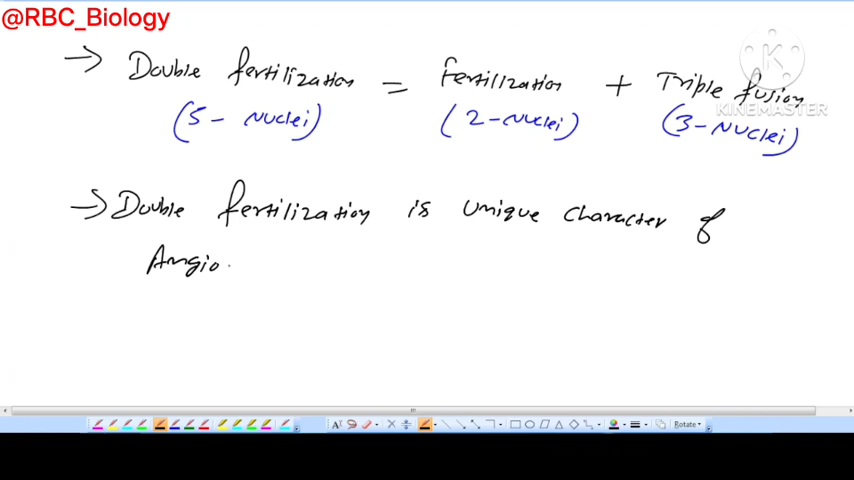 @RBC_Biology
→ Double fertilization = fertilization + Triple fusion
(5 - Nuclei) (2-Nuclei) (3-Nuclei)
KINEMASTER
→ Double fertilization is unique character of
Angio.
Rotate